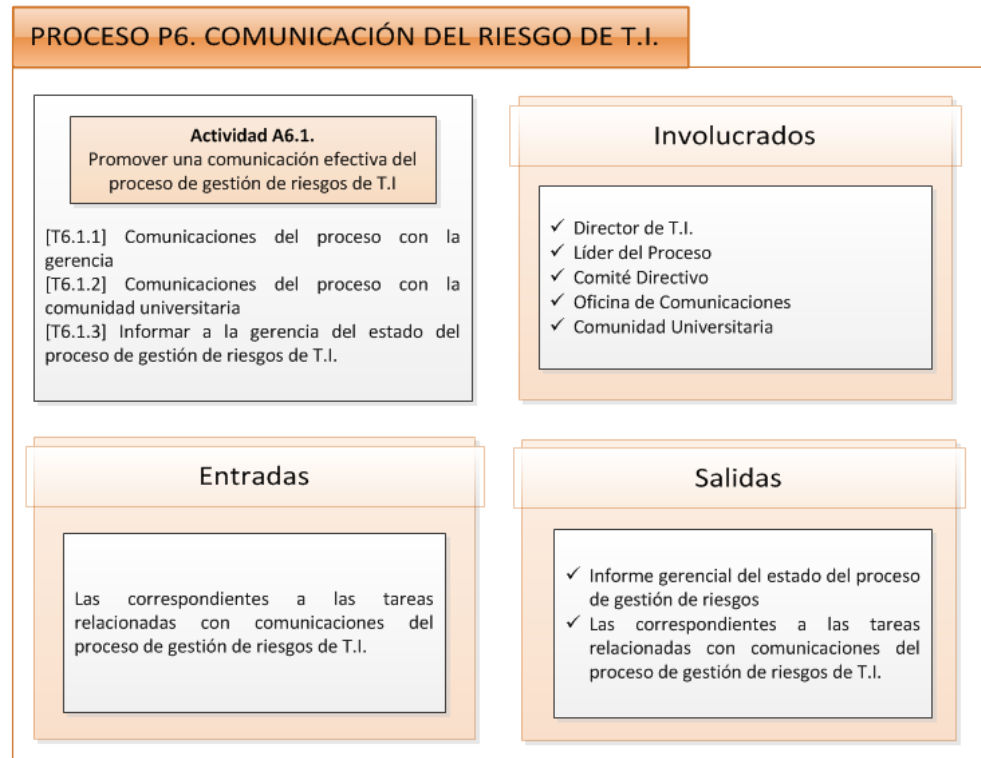 PROCESO P6. COMUNICACIÓN DEL RIESGO DE T.I.
Actividad A6.1.
Promover una comunicación efectiva del
proceso de gestión de riesgos de T.I
[T6.1.1] Comunicaciones del proceso con la
gerencia
[T6.1.2] Comunicaciones del proceso con la
comunidad universitaria
[T6.1.3] Informar a la gerencia del estado del
proceso de gestión de riesgos de T.I.
Involucrados
✓ Director de T.I.
✓ Líder del Proceso
✓ Comité Directivo
✓ Oficina de Comunicaciones
✓ Comunidad Universitaria
Entradas
Las correspondientes a las tareas
relacionadas con comunicaciones del
proceso de gestión de riesgos de T.I.
Salidas
✓ Informe gerencial del estado del proceso
de gestión de riesgos
✓ Las correspondientes a las tareas
relacionadas con comunicaciones del
proceso de gestión de riesgos de T.I.